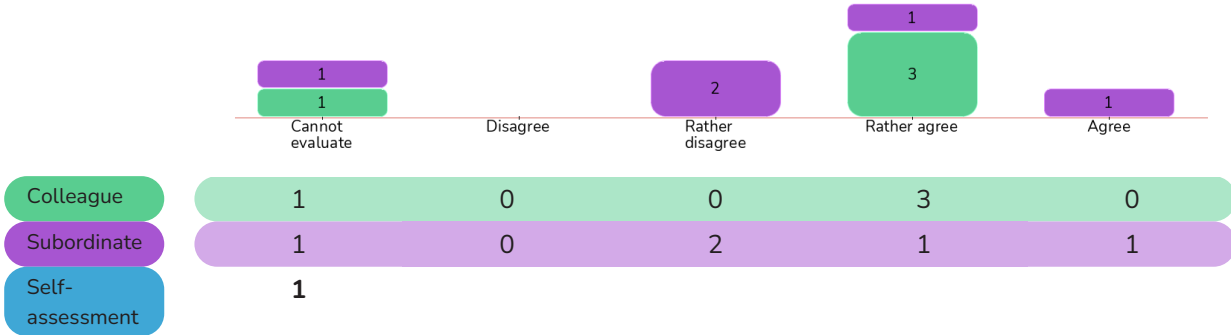 1
1
1
2
3
1
Cannot
evaluate
Disagree
Rather
disagree
Rather agree
Agree
Colleague 1 0 0 3 0
Subordinate 1 0 2 1 1
Self-
assessment
1